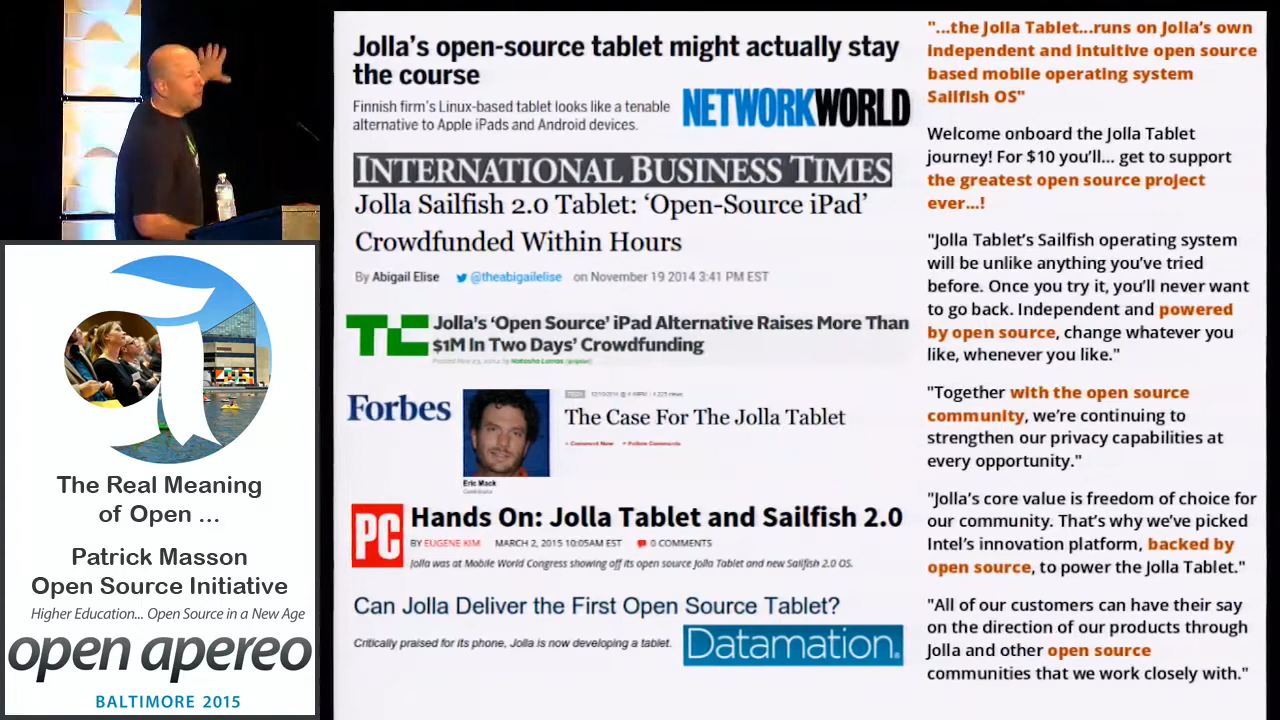 Jolla's open-source tablet might actually stay
the course
Finnish firm's Linux-based tablet looks like a tenable
alternative to Apple iPads and Android devices.
NETWORKWORLD
INTERNATIONAL BUSINESS TIMES
Jolla Sailfish 2.0 Tablet: 'Open-Source iPad'
Crowdfunded Within Hours
By Abigail Elise @theabigailelise on November 19 2014 3:41 PM EST
TC
Jolla's 'Open Source' iPad Alternative Raises More Than
$1M In Two Days' Crowdfunding
Forbes
The Case For The Jolla Tablet
+ Comment Now + Follow Comments
Eric Mack
PC
Hands On: Jolla Tablet and Sailfish 2.0
BY EUGENE KIM MARCH 2, 2015 10:05AM EST 0 COMMENTS
Jolla was at Mobile World Congress showing off its open source Jolla Tablet and new Sailfish 2.0 OS.
Can Jolla Deliver the First Open Source Tablet?
Critically praised for its phone, Jolla is now developing a tablet.
Datamation.
"...the Jolla Tablet...runs on Jolla's own
independent and intuitive open source
based mobile operating system
Sailfish OS"
Welcome onboard the Jolla Tablet
journey! For $10 you'll... get to support
the greatest open source project
ever...!
"Jolla Tablet's Sailfish operating system
will be unlike anything you've tried
before. Once you try it, you'll never want
to go back. Independent and powered
by open source, change whatever you
like, whenever you like."
"Together with the open source
community, we're continuing to
strengthen our privacy capabilities at
every opportunity."
"Jolla's core value is freedom of choice for
our community. That's why we've picked
Intel's innovation platform, backed by
open source, to power the Jolla Tablet."
"All of our customers can have their say
on the direction of our products through
Jolla and other open source
communities that we work closely with."
The Real Meaning
of Open ...
Patrick Masson
Open Source Initiative
Higher Education... Open Source in a New Age
open apereo
BALTIMORE 2015